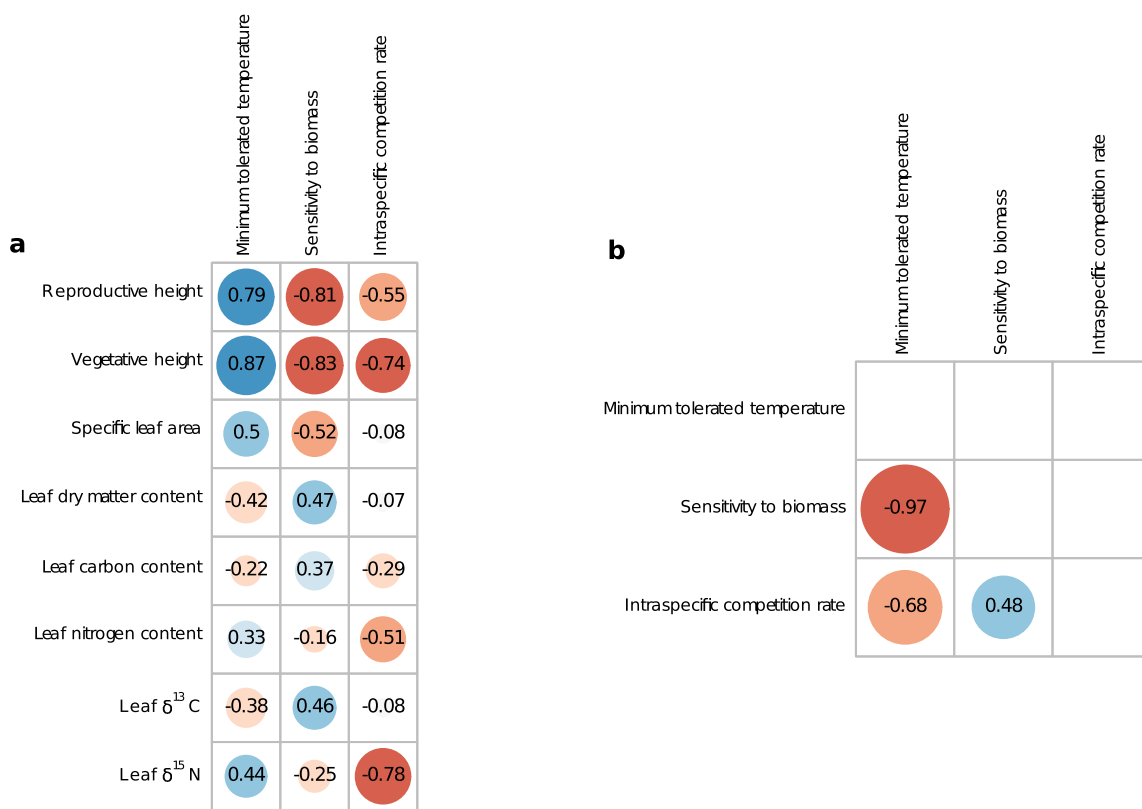 a
Minimum tolerated temperature
Sensitivity to biomass
Intraspecific competition rate
Reproductive height 0.79 -0.81 -0.55
Vegetative height 0.87 -0.83 -0.74
Specific leaf area 0.5 -0.52 -0.08
Leaf dry matter content -0.42 0.47 -0.07
Leaf carbon content -0.22 0.37 -0.29
Leaf nitrogen content 0.33 -0.16 -0.51
Leaf δ¹³ C -0.38 0.46 -0.08
Leaf δ¹⁵ N 0.44 -0.25 -0.78
b
Minimum tolerated temperature
Sensitivity to biomass
Intraspecific competition rate
Minimum tolerated temperature
Sensitivity to biomass -0.97
Intraspecific competition rate -0.68 0.48